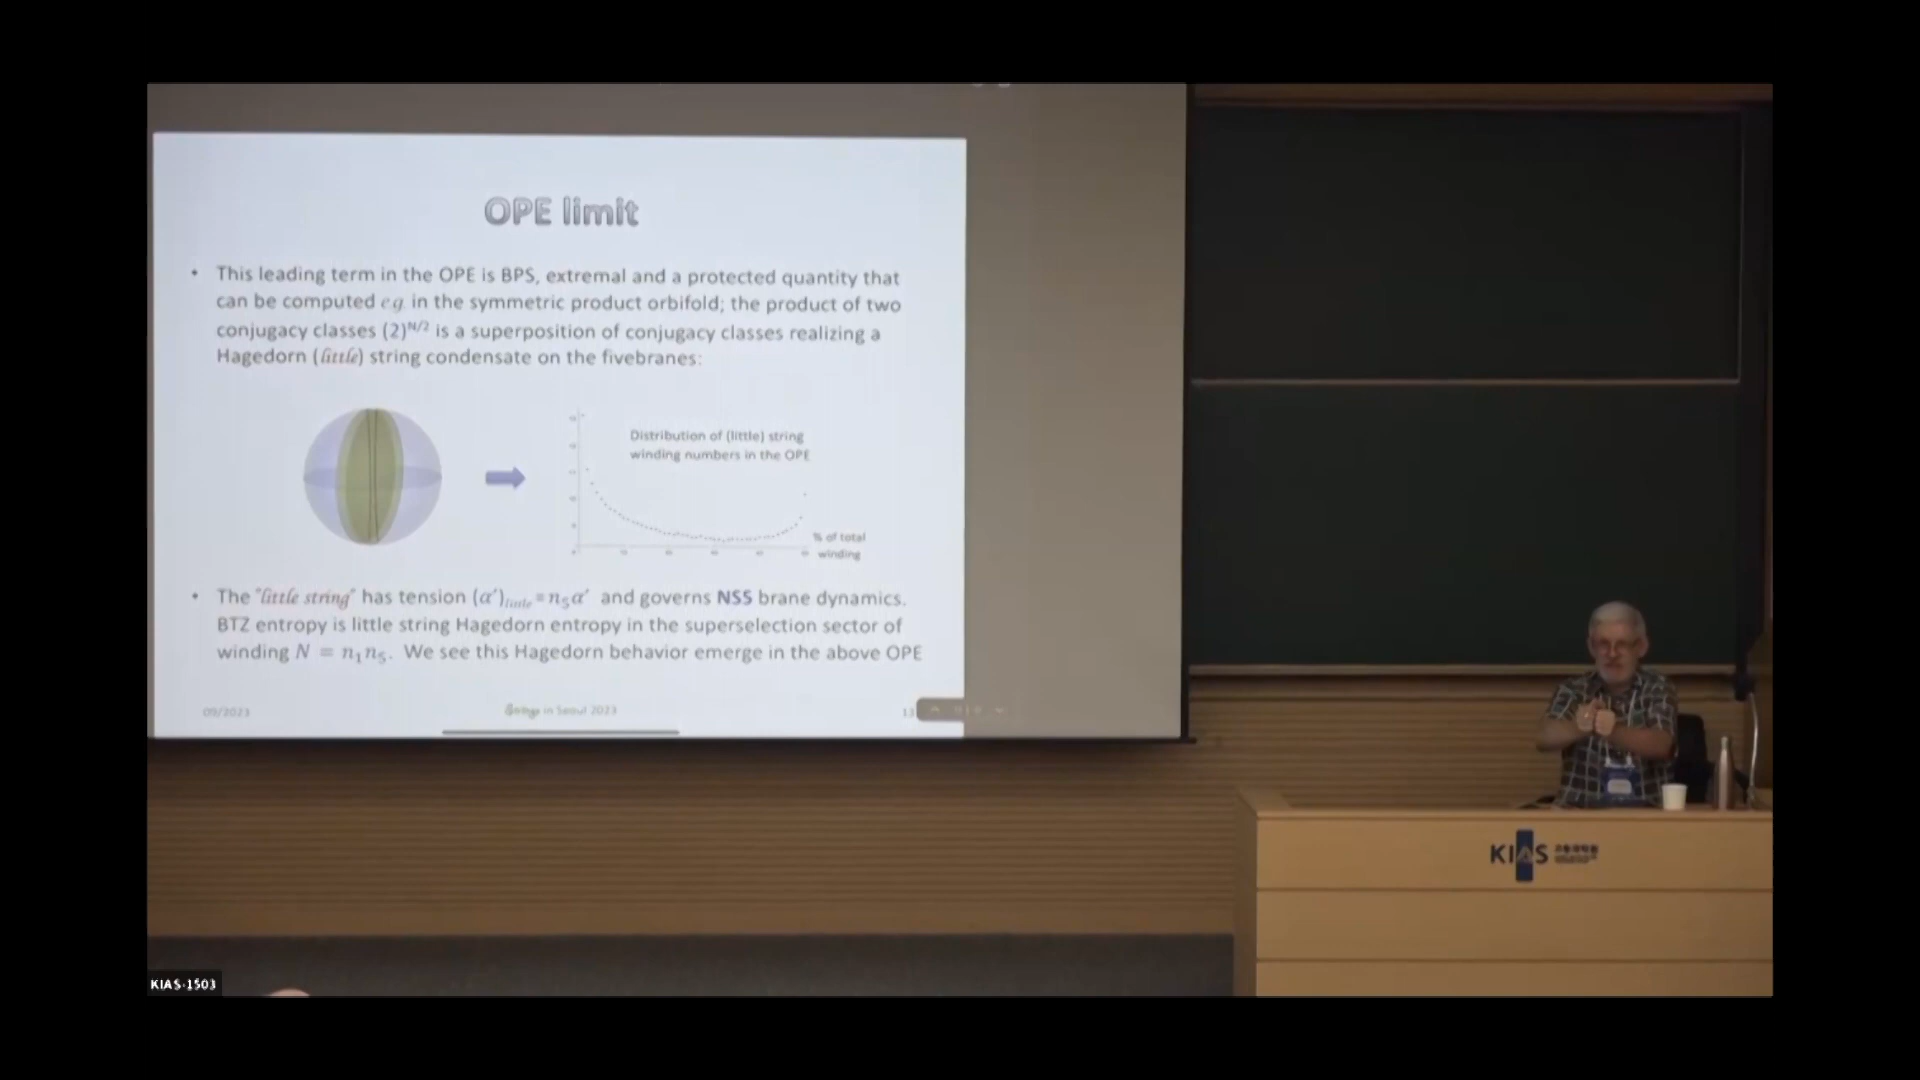 OPE limit
• This leading term in the OPE is BPS, extremal and a protected quantity that
can be computed e.g. in the symmetric product orbifold; the product of two
conjugacy classes (2)^{N/2} is a superposition of conjugacy classes realizing a
Hagedorn (little) string condensate on the fivebranes:
Distribution of (little) string
winding numbers in the OPE
% of total
winding
• The "little string" has tension (α')_{little} = n₅α' and governs NS5 brane dynamics.
BTZ entropy is little string Hagedorn entropy in the superselection sector of
winding N = n₁n₅. We see this Hagedorn behavior emerge in the above OPE
09/2023
Strings in Seoul 2023
13
KIAS
KIAS-1503